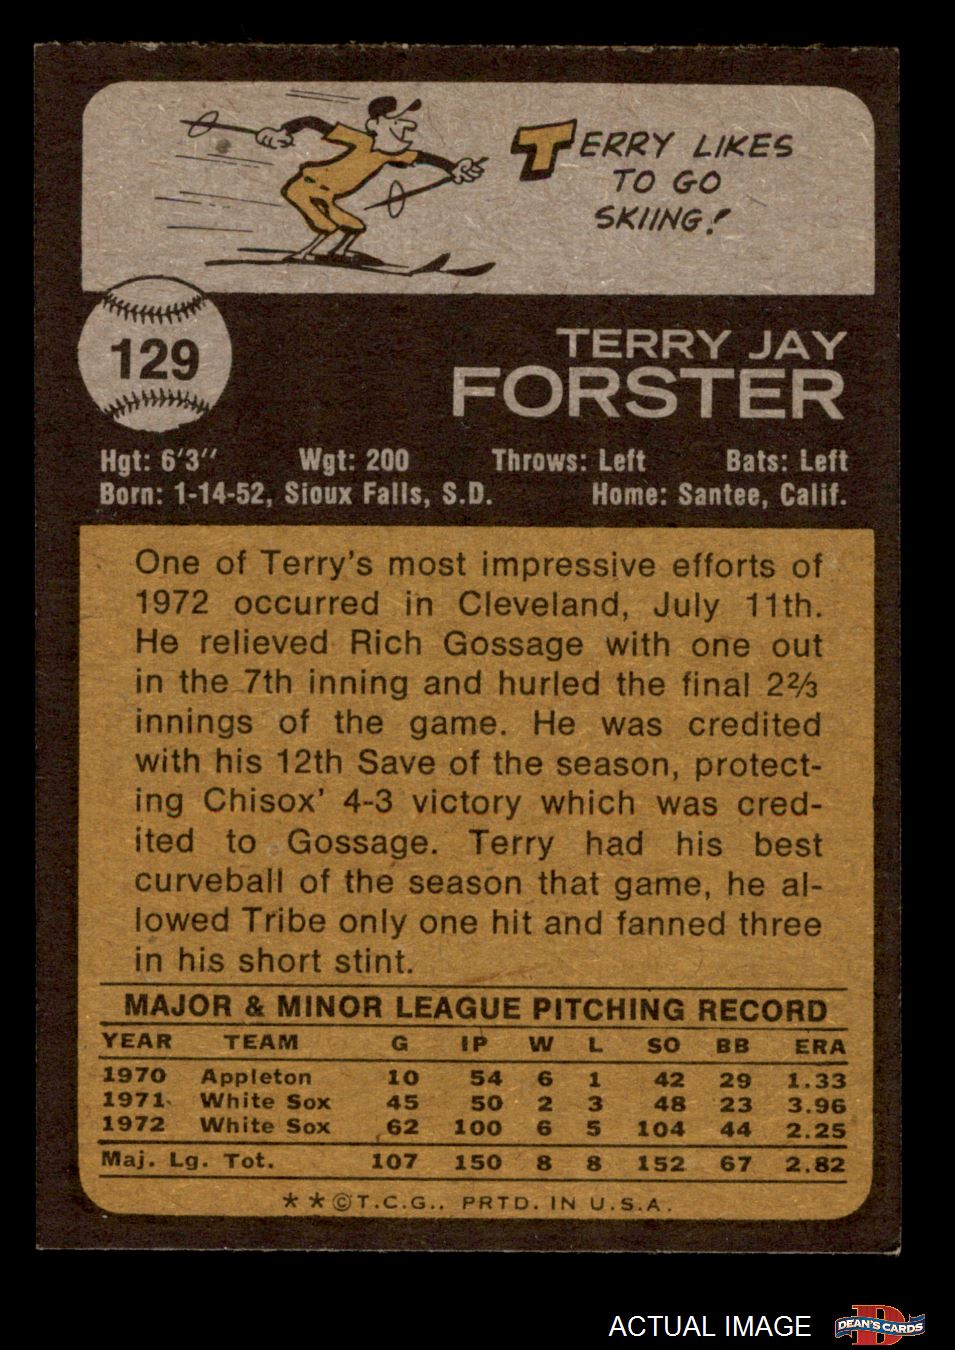 TERRY LIKES
TO GO
SKIING!
129
TERRY JAY
FORSTER
Hgt: 6'3" Wgt: 200 Throws: Left Bats: Left
Born: 1-14-52, Sioux Falls, S.D. Home: Santee, Calif.
One of Terry's most impressive efforts of
1972 occurred in Cleveland, July 11th.
He relieved Rich Gossage with one out
in the 7th inning and hurled the final 2⅔
innings of the game. He was credited
with his 12th Save of the season, protect-
ing Chisox' 4-3 victory which was cred-
ited to Gossage. Terry had his best
curveball of the season that game, he al-
lowed Tribe only one hit and fanned three
in his short stint.
MAJOR & MINOR LEAGUE PITCHING RECORD
YEAR TEAM G IP W L SO BB ERA
1970 Appleton 10 54 6 1 42 29 1.33
1971 White Sox 45 50 2 3 48 23 3.96
1972 White Sox 62 100 6 5 104 44 2.25
Maj. Lg. Tot. 107 150 8 8 152 67 2.82
**©T.C.G.. PRTD. IN U.S.A.
ACTUAL IMAGE
D
DEAN'S CARDS